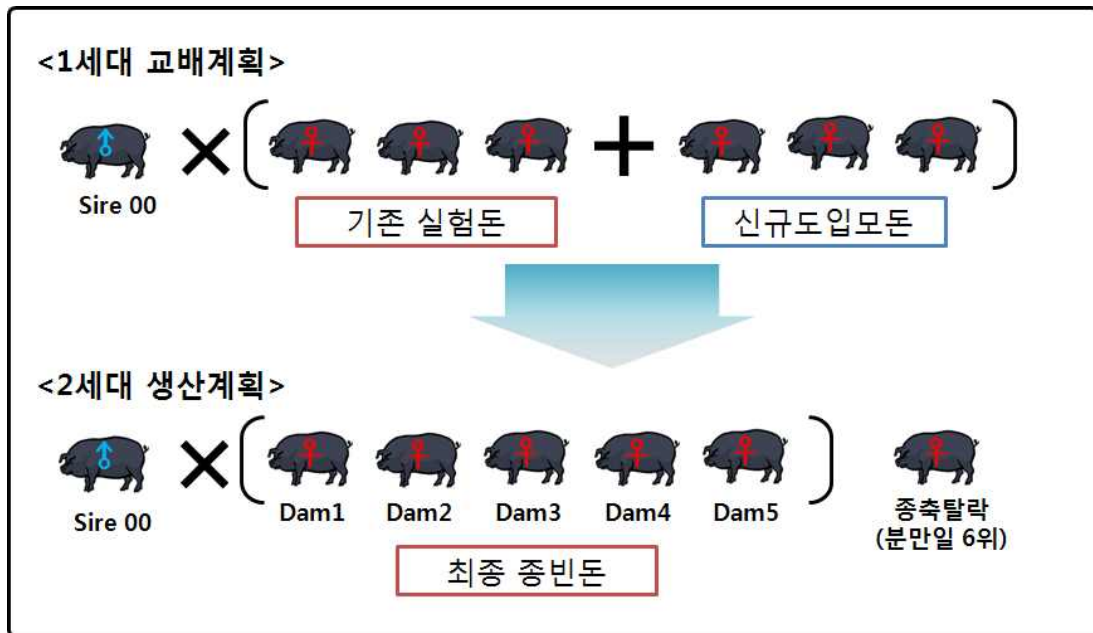 <1세대 교배계획>
Sire 00
기존 실험돈
신규도입모돈
<2세대 생산계획>
Sire 00
Dam1 Dam2 Dam3 Dam4 Dam5
종축탈락
(분만일 6위)
최종 종빈돈